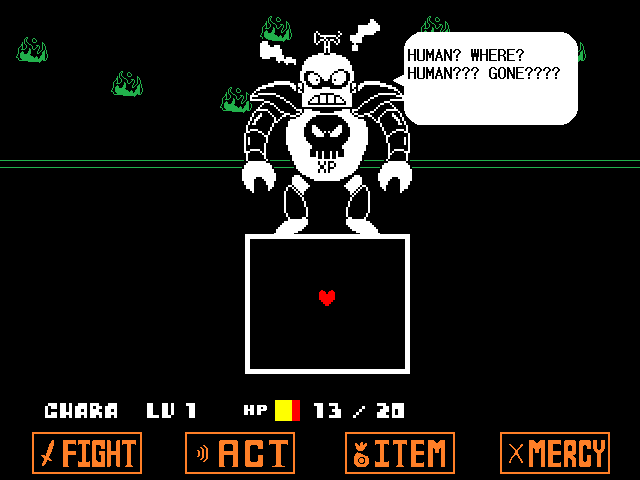 HUMAN? WHERE?
HUMAN??? GONE????
XP
CHARA LV 1 HP 13 / 20
FIGHT ACT ITEM MERCY